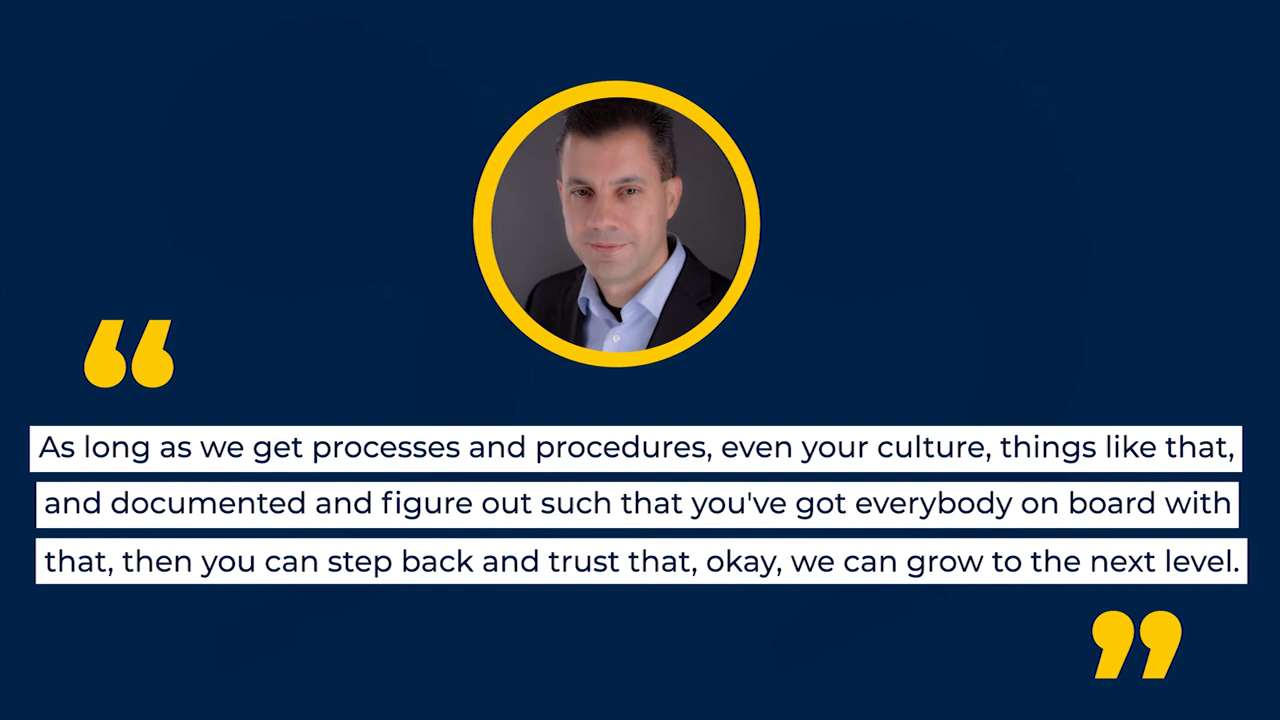 “
As long as we get processes and procedures, even your culture, things like that,
and documented and figure out such that you've got everybody on board with
that, then you can step back and trust that, okay, we can grow to the next level.
”